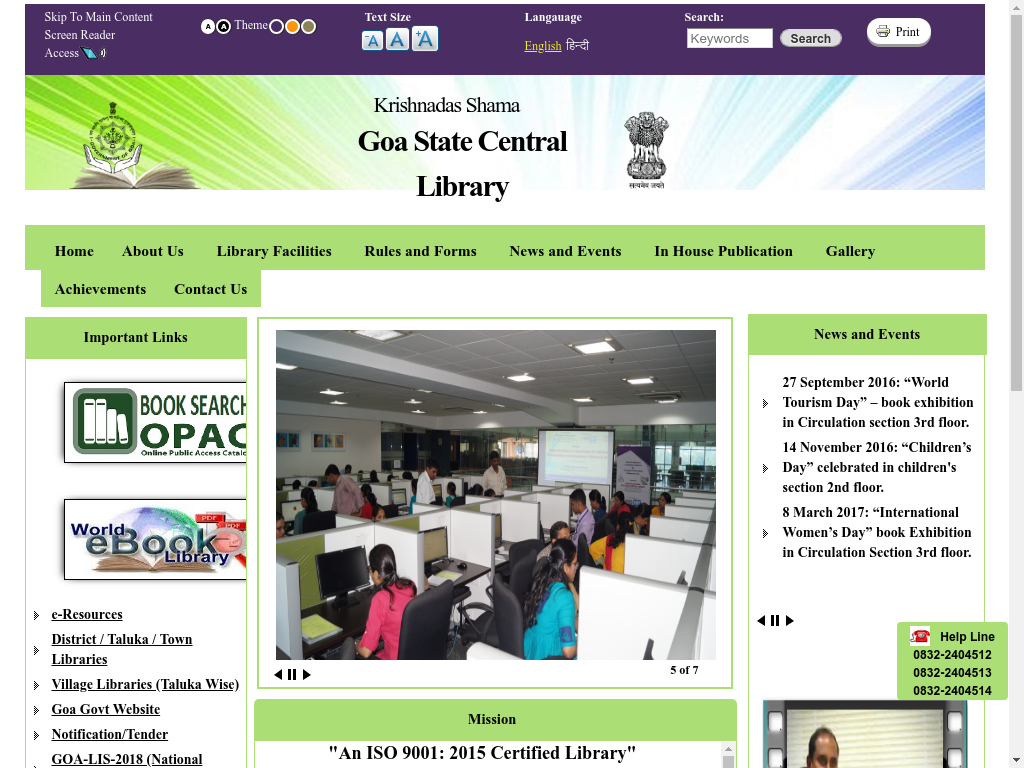 Skip To Main Content
Screen Reader
Access
A A Theme
Text Size
-A A +A
Langauage
English हिन्दी
Search:
Keywords Search
Print
Krishnadas Shama
Goa State Central
Library
सत्यमेव जयते
Home About Us Library Facilities Rules and Forms News and Events In House Publication Gallery
Achievements Contact Us
Important Links
BOOK SEARCH
OPAC
Online Public Access Catalo
World
eBook
Library
PDF
PDF
e-Resources
District / Taluka / Town
Libraries
Village Libraries (Taluka Wise)
Goa Govt Website
Notification/Tender
GOA-LIS-2018 (National
5 of 7
Mission
"An ISO 9001: 2015 Certified Library"
News and Events
27 September 2016: “World
Tourism Day” – book exhibition
in Circulation section 3rd floor.
14 November 2016: “Children’s
Day” celebrated in children's
section 2nd floor.
8 March 2017: “International
Women’s Day” book Exhibition
in Circulation Section 3rd floor.
Help Line
0832-2404512
0832-2404513
0832-2404514